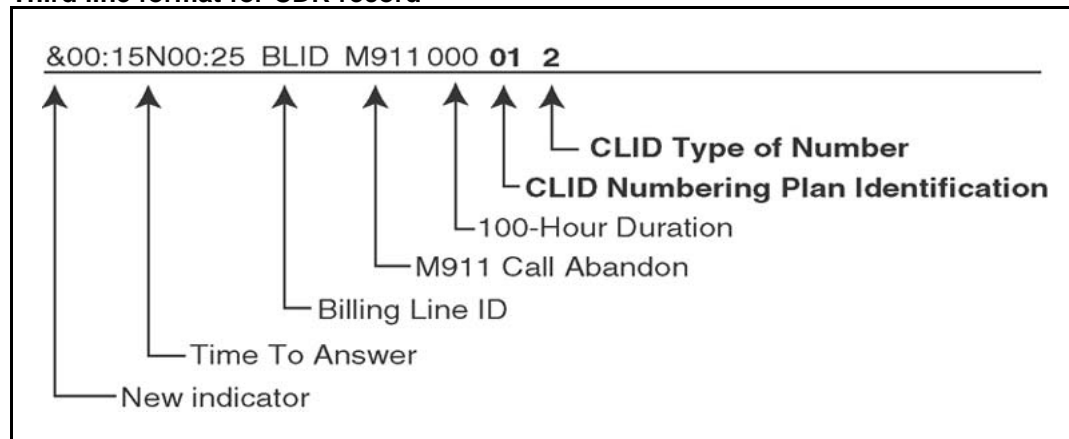 Third line format for CDR record
&00:15N00:25 BLID M911 000 01 2
CLID Type of Number
CLID Numbering Plan Identification
100-Hour Duration
M911 Call Abandon
Billing Line ID
Time To Answer
New indicator